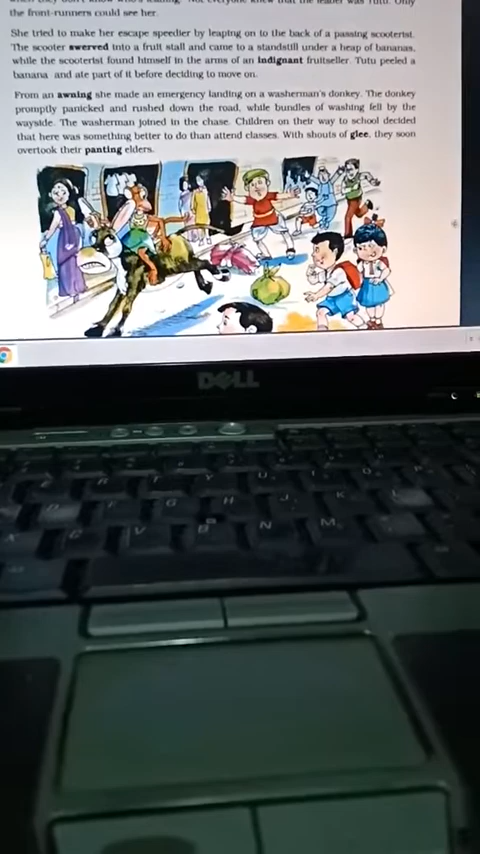 the front-runners could see her.
She tried to make her escape speedier by leaping on to the back of a passing scooterist.
The scooter swerved into a fruit stall and came to a standstill under a heap of bananas,
while the scooterist found himself in the arms of an indignant fruitseller. Tutu peeled a
banana and ate part of it before deciding to move on.
From an awning she made an emergency landing on a washerman's donkey. The donkey
promptly panicked and rushed down the road, while bundles of washing fell by the
wayside. The washerman joined in the chase. Children on their way to school decided
that here was something better to do than attend classes. With shouts of glee, they soon
overtook their panting elders.
DELL
Y U
G H J K
V B N M